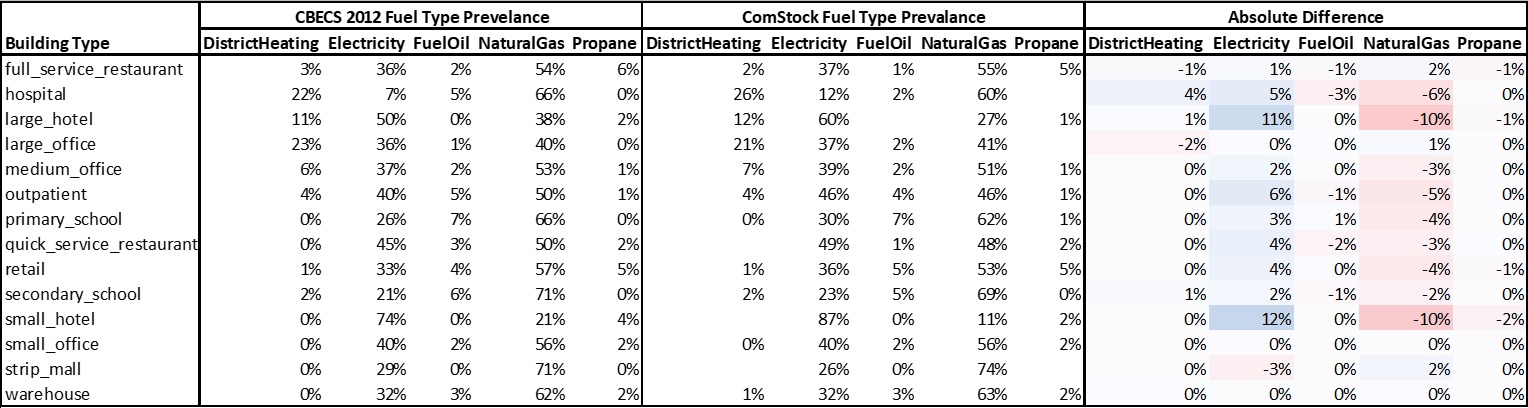 CBECS 2012 Fuel Type Prevelance ComStock Fuel Type Prevalance Absolute Difference
Building Type DistrictHeating Electricity FuelOil NaturalGas Propane DistrictHeating Electricity FuelOil NaturalGas Propane DistrictHeating Electricity FuelOil NaturalGas Propane
full_service_restaurant 3% 36% 2% 54% 6% 2% 37% 1% 55% 5% -1% 1% -1% 2% -1%
hospital 22% 7% 5% 66% 0% 26% 12% 2% 60% 4% 5% -3% -6% 0%
large_hotel 11% 50% 0% 38% 2% 12% 60% 27% 1% 1% 11% 0% -10% -1%
large_office 23% 36% 1% 40% 0% 21% 37% 2% 41% -2% 0% 0% 1% 0%
medium_office 6% 37% 2% 53% 1% 7% 39% 2% 51% 1% 0% 2% 0% -3% 0%
outpatient 4% 40% 5% 50% 1% 4% 46% 4% 46% 1% 0% 6% -1% -5% 0%
primary_school 0% 26% 7% 66% 0% 0% 30% 7% 62% 1% 0% 3% 1% -4% 0%
quick_service_restaurant 0% 45% 3% 50% 2% 49% 1% 48% 2% 0% 4% -2% -3% 0%
retail 1% 33% 4% 57% 5% 1% 36% 5% 53% 5% 0% 4% 0% -4% -1%
secondary_school 2% 21% 6% 71% 0% 2% 23% 5% 69% 0% 1% 2% -1% -2% 0%
small_hotel 0% 74% 0% 21% 4% 87% 0% 11% 2% 0% 12% 0% -10% -2%
small_office 0% 40% 2% 56% 2% 0% 40% 2% 56% 2% 0% 0% 0% 0% 0%
strip_mall 0% 29% 0% 71% 0% 26% 0% 74% 0% -3% 0% 2% 0%
warehouse 0% 32% 3% 62% 2% 1% 32% 3% 63% 2% 0% 0% 0% 0% 0%